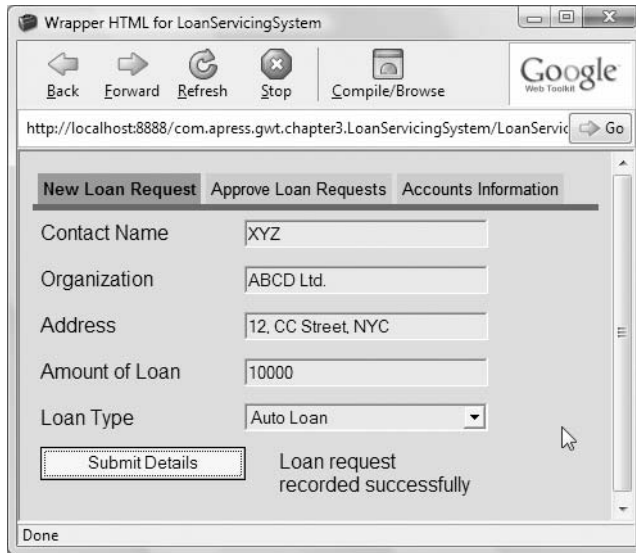 Wrapper HTML for LoanServicingSystem
Back Forward Refresh Stop Compile/Browse
Google
Web Toolkit
http://localhost:8888/com.apress.gwt.chapter3.LoanServicingSystem/LoanServic Go
New Loan Request Approve Loan Requests Accounts Information
Contact Name XYZ
Organization ABCD Ltd.
Address 12, CC Street, NYC
Amount of Loan 10000
Loan Type Auto Loan
Submit Details Loan request
recorded successfully
Done